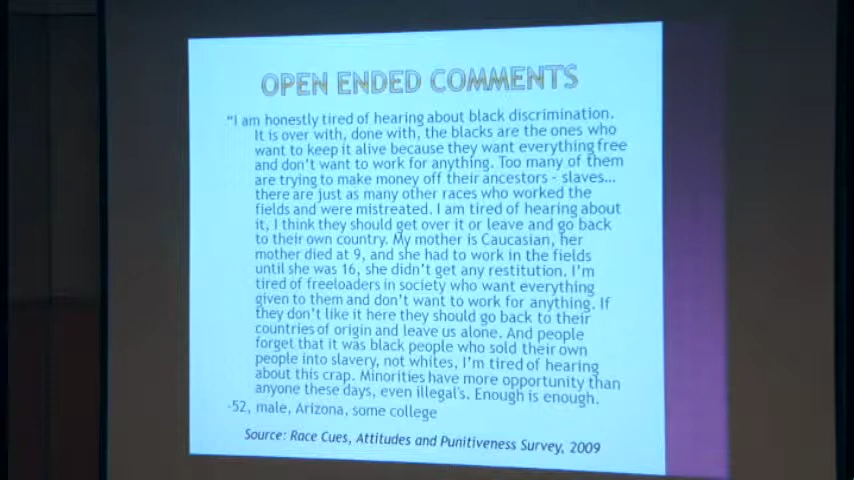 OPEN ENDED COMMENTS
"I am honestly tired of hearing about black discrimination.
It is over with, done with, the blacks are the ones who
want to keep it alive because they want everything free
and don't want to work for anything. Too many of them
are trying to make money off their ancestors - slaves...
there are just as many other races who worked the
fields and were mistreated. I am tired of hearing about
it, I think they should get over it or leave and go back
to their own country. My mother is Caucasian, her
mother died at 9, and she had to work in the fields
until she was 16, she didn't get any restitution. I'm
tired of freeloaders in society who want everything
given to them and don't want to work for anything. If
they don't like it here they should go back to their
countries of origin and leave us alone. And people
forget that it was black people who sold their own
people into slavery, not whites, I'm tired of hearing
about this crap. Minorities have more opportunity than
anyone these days, even illegal's. Enough is enough.
-52, male, Arizona, some college
Source: Race Cues, Attitudes and Punitiveness Survey, 2009